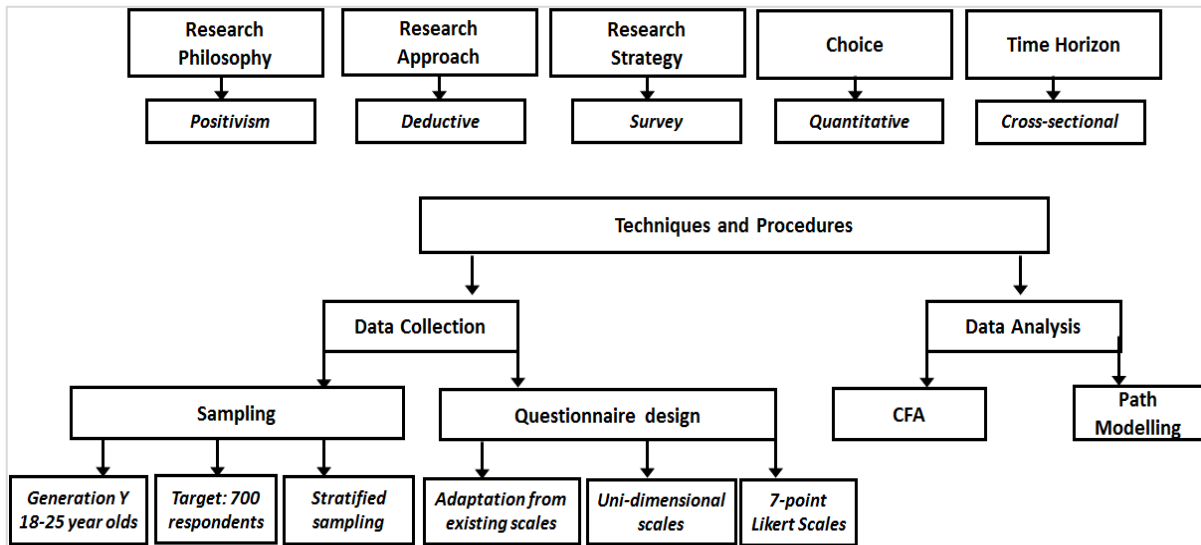 Research
Philosophy
Research
Approach
Research
Strategy
Choice
Time Horizon
Positivism
Deductive
Survey
Quantitative
Cross-sectional
Techniques and Procedures
Data Collection
Data Analysis
Sampling
Questionnaire design
CFA
Path
Modelling
Generation Y
18-25 year olds
Target: 700
respondents
Stratified
sampling
Adaptation from
existing scales
Uni-dimensional
scales
7-point
Likert Scales